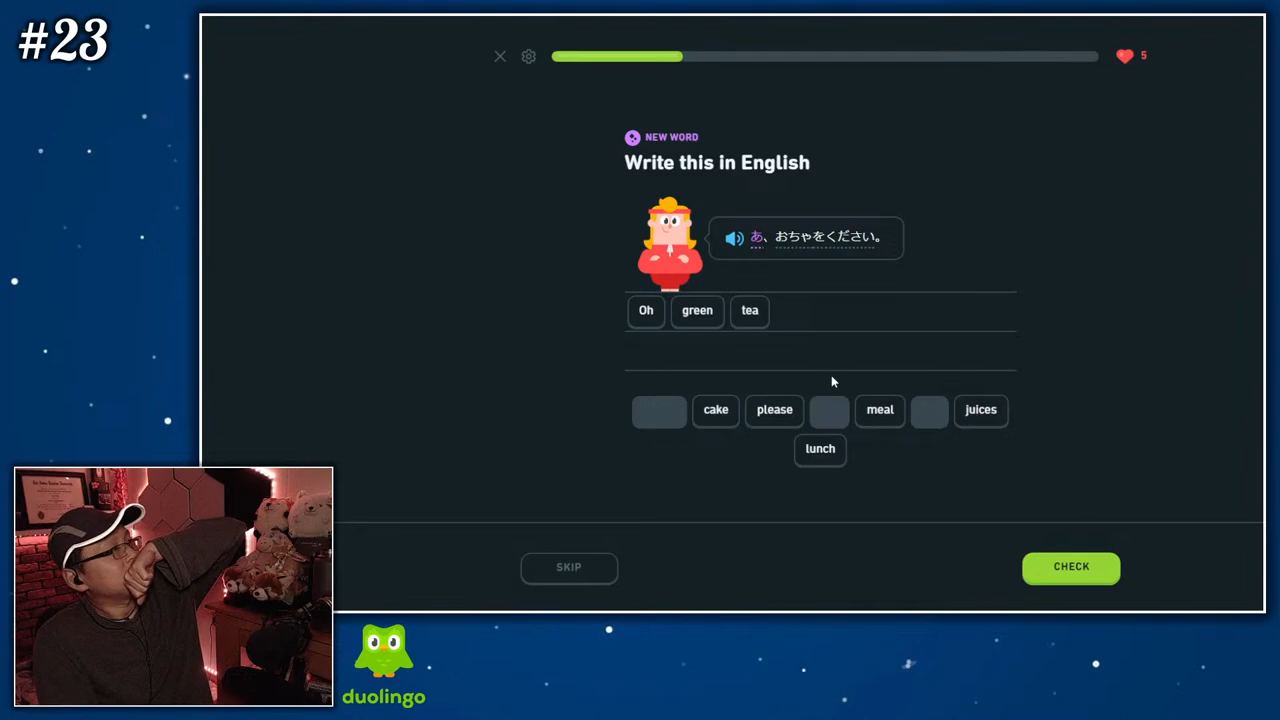 #23
5
NEW WORD
Write this in English
あ、おちゃをください。
Oh green tea
cake please meal juices
lunch
SKIP CHECK
duolingo